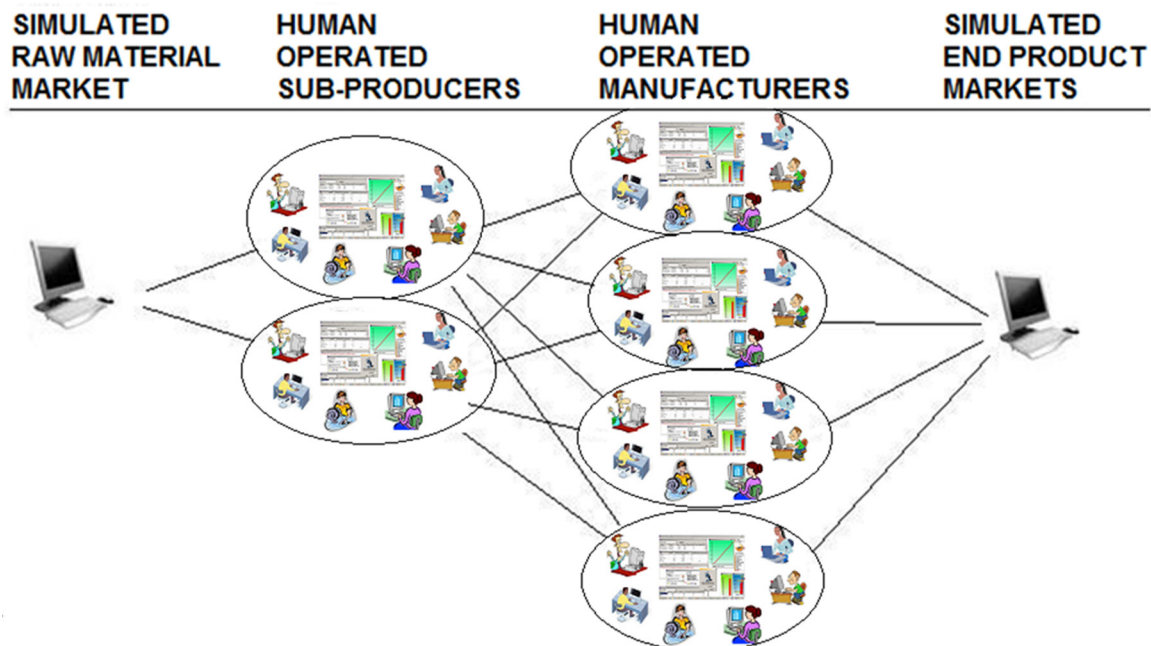 SIMULATED
RAW MATERIAL
MARKET
HUMAN
OPERATED
SUB-PRODUCERS
HUMAN
OPERATED
MANUFACTURERS
SIMULATED
END PRODUCT
MARKETS